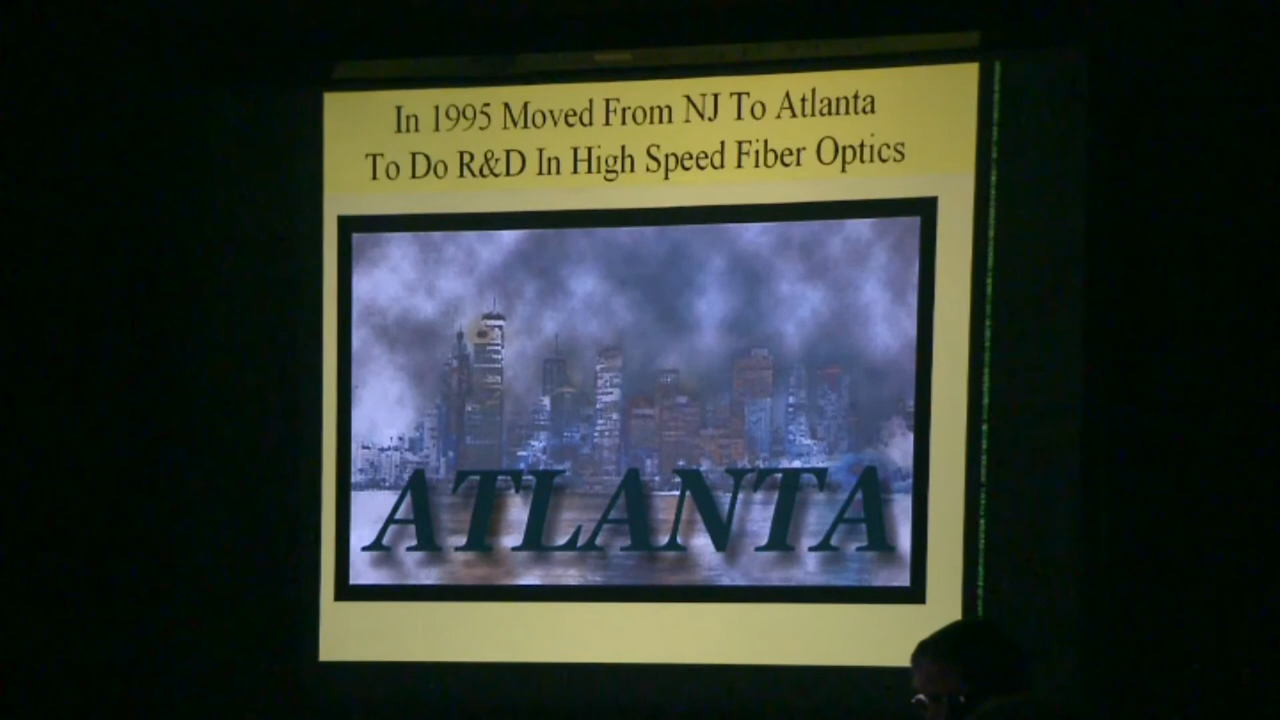 In 1995 Moved From NJ To Atlanta
To Do R&D In High Speed Fiber Optics
ATLANTA